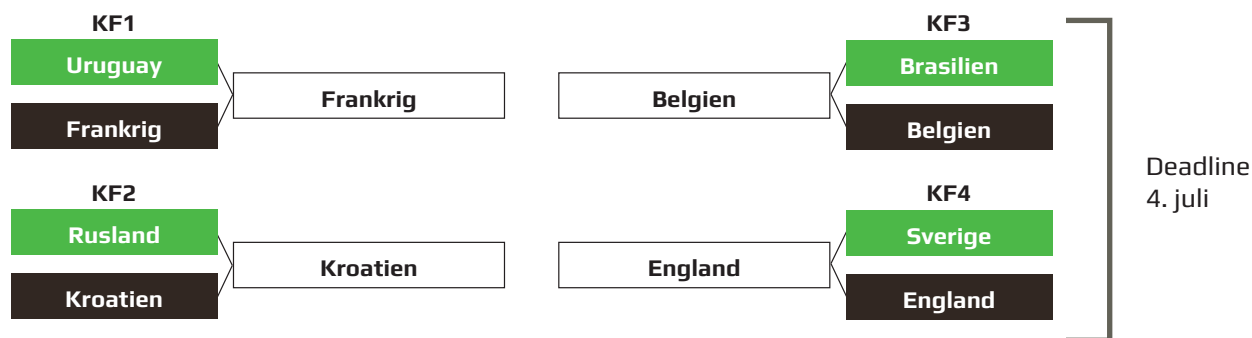 KF1
Uruguay
Frankrig
Frankrig
KF2
Rusland
Kroatien
Kroatien
KF3
Brasilien
Belgien
Belgien
KF4
Sverige
England
England
Deadline
4. juli